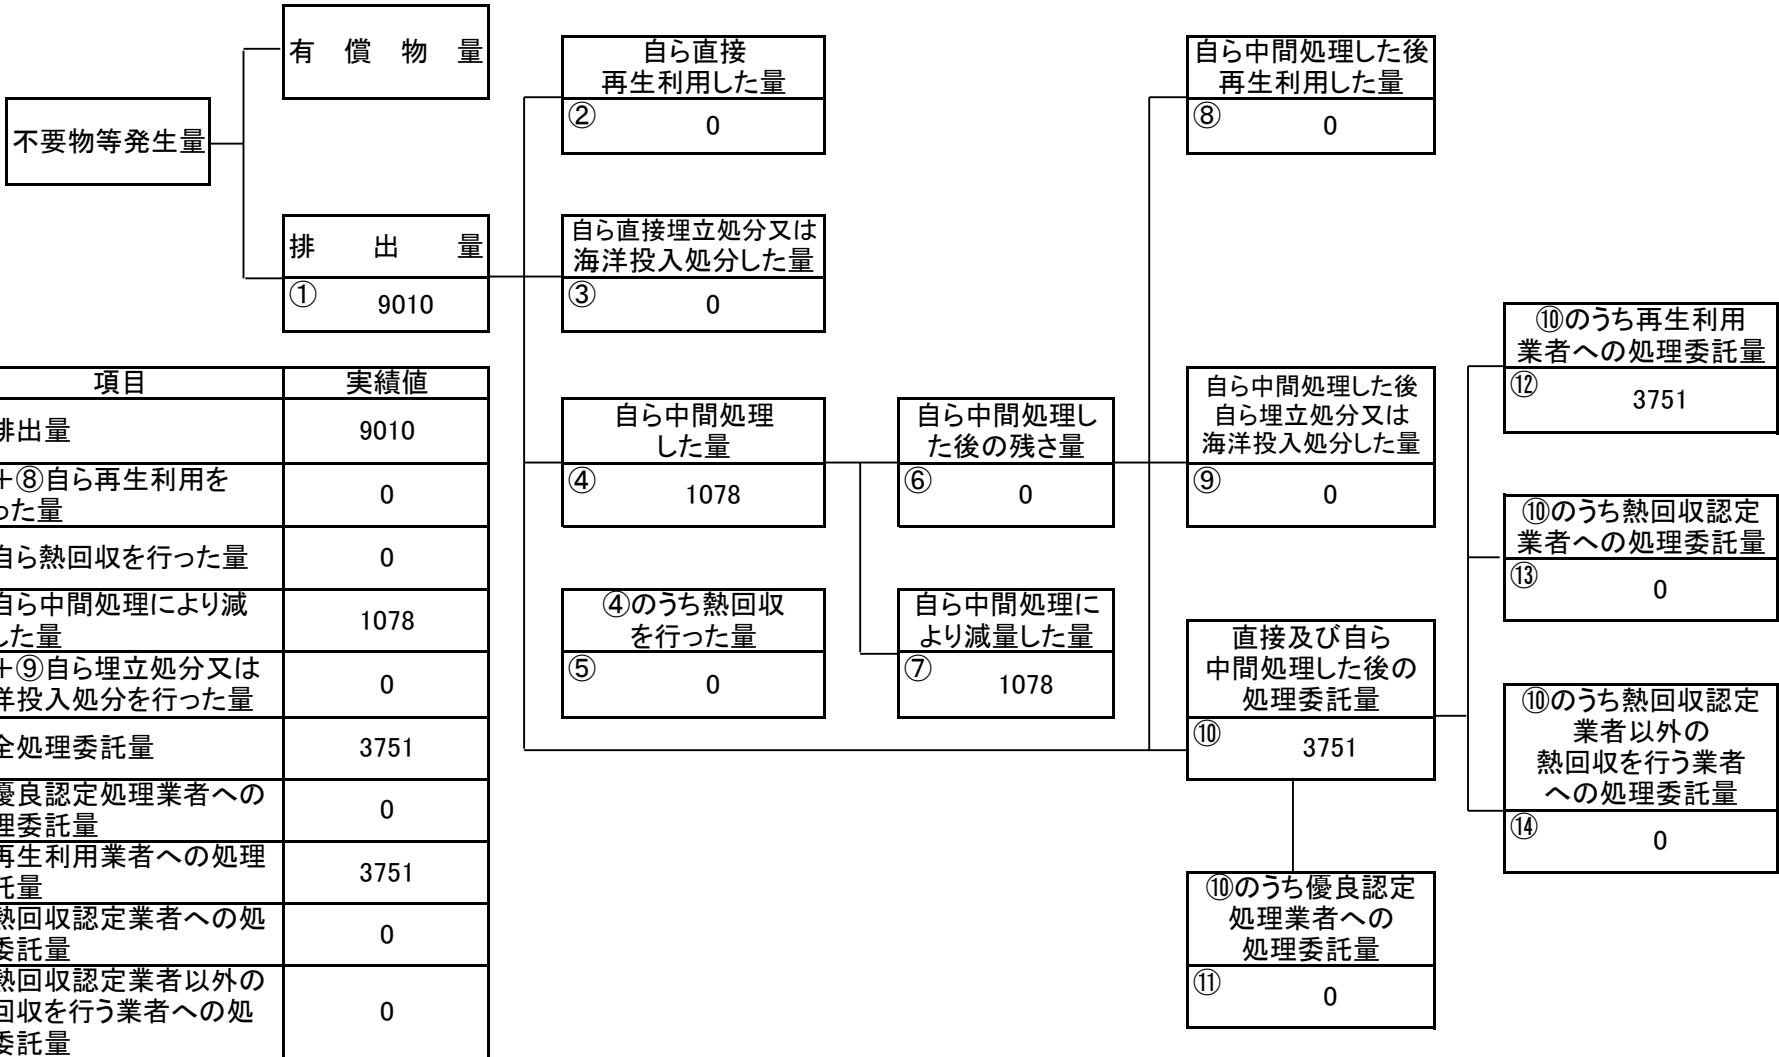 有償物量
不要物等発生量
排出量
① 9010
自ら直接
再生利用した量
② 0
自ら直接埋立処分又は
海洋投入処分した量
③ 0
自ら中間処理
した量
④ 1078
④のうち熱回収
を行った量
⑤ 0
自ら中間処理し
た後の残さ量
⑥ 0
自ら中間処理に
より減量した量
⑦ 1078
自ら中間処理した後
再生利用した量
⑧ 0
自ら中間処理した後
自ら埋立処分又は
海洋投入処分した量
⑨ 0
直接及び自ら
中間処理した後の
処理委託量
⑩ 3751
⑩のうち優良認定
処理業者への
処理委託量
⑪ 0
⑩のうち再生利用
業者への処理委託量
⑫ 3751
⑩のうち熱回収認定
業者への処理委託量
⑬ 0
⑩のうち熱回収認定
業者以外の
熱回収を行う業者
への処理委託量
⑭ 0
項目 実績値
排出量 9010
+⑧自ら再生利用を
った量 0
自ら熱回収を行った量 0
自ら中間処理により減
した量 1078
+⑨自ら埋立処分又は
洋投入処分を行った量 0
全処理委託量 3751
優良認定処理業者への
理委託量 0
再生利用業者への処理
託量 3751
熱回収認定業者への処
委託量 0
熱回収認定業者以外の
回収を行う業者への処
委託量 0